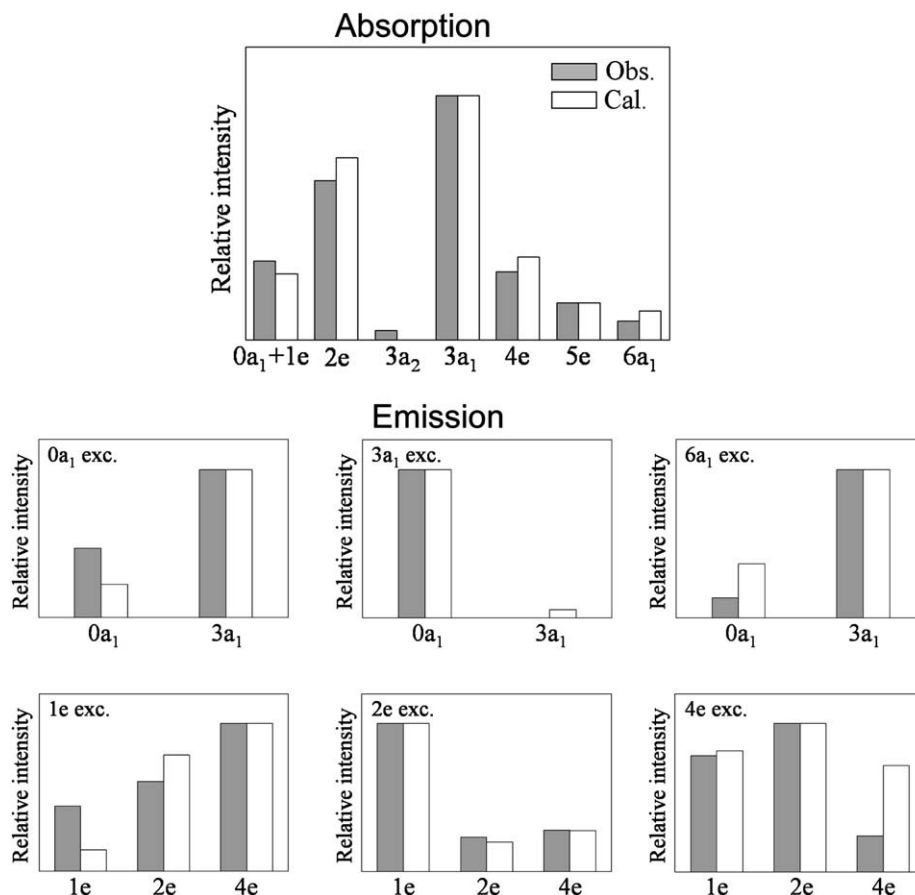 Absorption
Relative intensity
Obs.
Cal.
0a₁+1e 2e 3a₂ 3a₁ 4e 5e 6a₁
Emission
Relative intensity
0a₁ exc.
0a₁ 3a₁
Relative intensity
3a₁ exc.
0a₁ 3a₁
Relative intensity
6a₁ exc.
0a₁ 3a₁
Relative intensity
1e exc.
1e 2e 4e
Relative intensity
2e exc.
1e 2e 4e
Relative intensity
4e exc.
1e 2e 4e